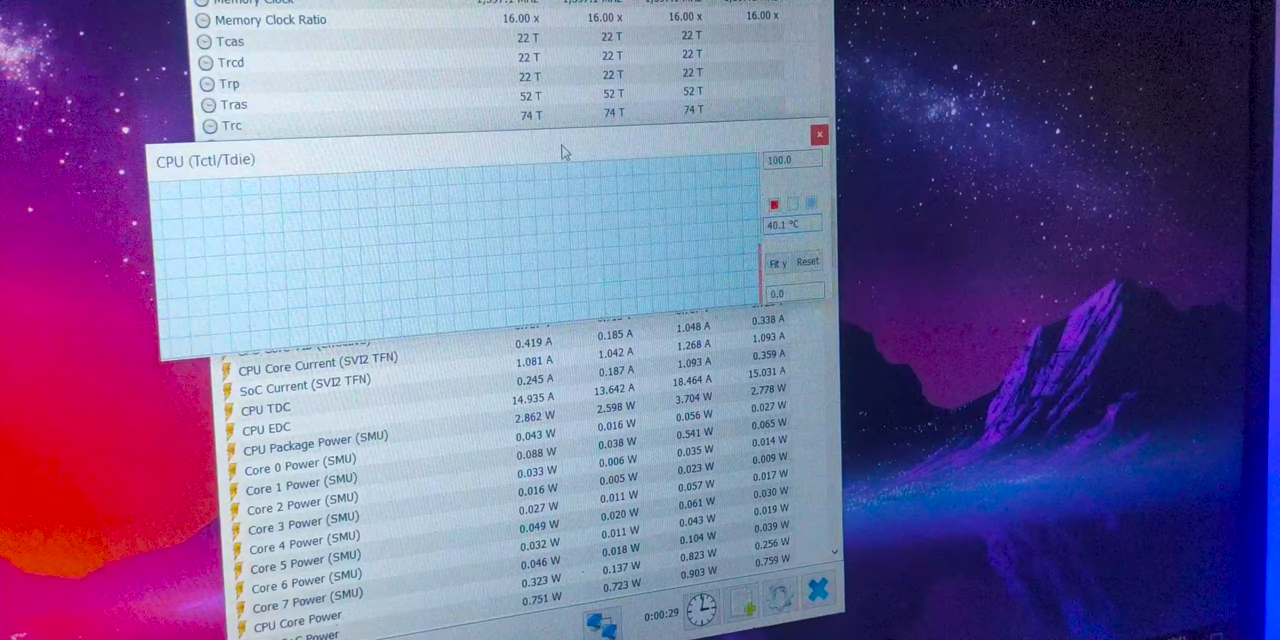 Memory Clock
Memory Clock Ratio 16.00 x 16.00 x 16.00 x 16.00 x
Tcas 22 T 22 T 22 T
Trcd 22 T 22 T 22 T
Trp 22 T 22 T 22 T
Tras 52 T 52 T 52 T
Trc 74 T 74 T 74 T
CPU (Tctl/Tdie) x
100.0
40.1 °C
Fit y Reset
0.0
CPU Core Current (SVI2 TFN) 0.419 A 0.185 A 1.048 A 0.338 A
SoC Current (SVI2 TFN) 1.081 A 1.042 A 1.268 A 1.093 A
CPU TDC 0.245 A 0.187 A 1.093 A 0.359 A
CPU EDC 14.935 A 13.642 A 18.464 A 15.031 A
CPU Package Power (SMU) 2.862 W 2.598 W 3.704 W 2.778 W
Core 0 Power (SMU) 0.043 W 0.016 W 0.056 W 0.027 W
Core 1 Power (SMU) 0.088 W 0.038 W 0.541 W 0.065 W
Core 2 Power (SMU) 0.033 W 0.006 W 0.035 W 0.014 W
Core 3 Power (SMU) 0.016 W 0.005 W 0.023 W 0.009 W
Core 4 Power (SMU) 0.027 W 0.011 W 0.057 W 0.017 W
Core 5 Power (SMU) 0.049 W 0.020 W 0.061 W 0.030 W
Core 6 Power (SMU) 0.032 W 0.011 W 0.043 W 0.019 W
Core 7 Power (SMU) 0.046 W 0.018 W 0.104 W 0.039 W
CPU Core Power 0.323 W 0.137 W 0.823 W 0.256 W
Power 0.751 W 0.723 W 0.903 W 0.759 W
0:00:29